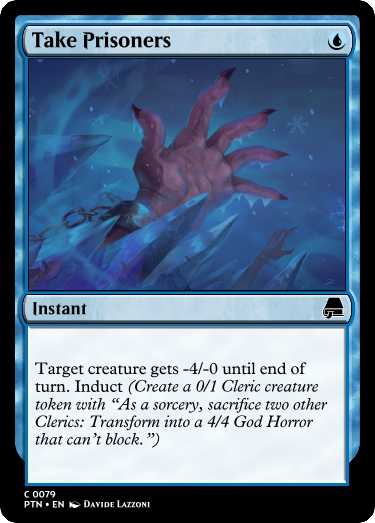 Take Prisoners
Instant
Target creature gets -4/-0 until end of
turn. Induct (Create a 0/1 Cleric creature
token with “As a sorcery, sacrifice two other
Clerics: Transform into a 4/4 God Horror
that can’t block.”)
C 0079
PTN • EN Davide Lazzoni